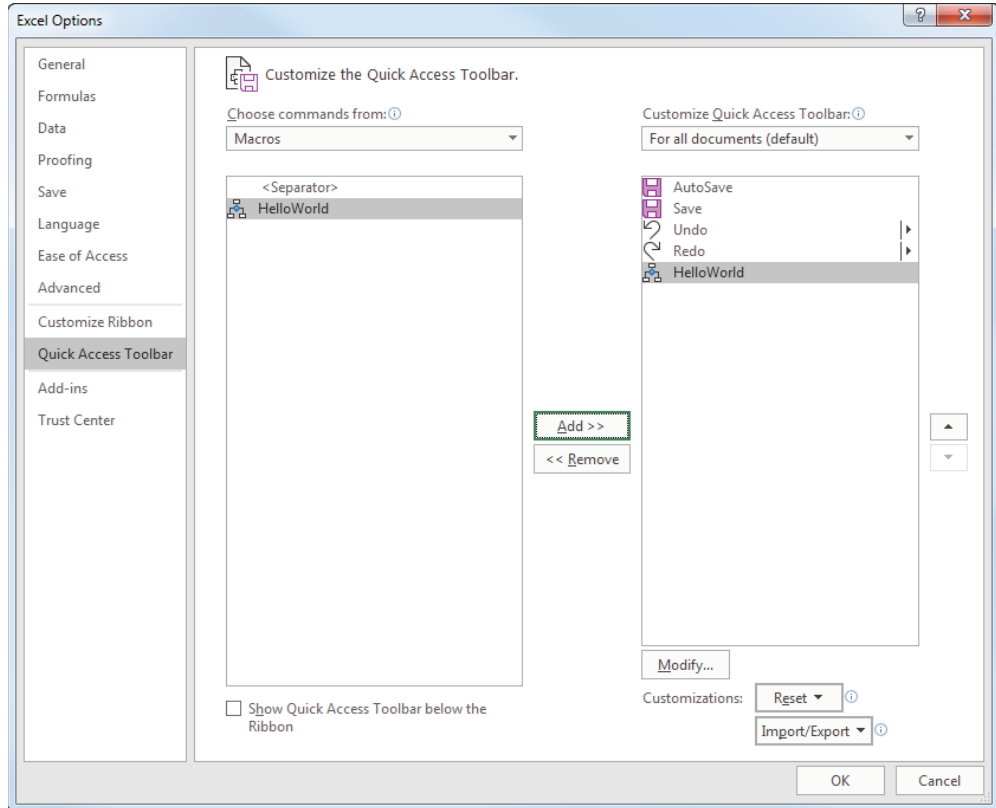 Excel Options
General
Formulas
Data
Proofing
Save
Language
Ease of Access
Advanced
Customize Ribbon
Quick Access Toolbar
Add-ins
Trust Center
Customize the Quick Access Toolbar.
Choose commands from:
Macros
<Separator>
HelloWorld
Show Quick Access Toolbar below the
Ribbon
Add >>
<< Remove
Customize Quick Access Toolbar:
For all documents (default)
AutoSave
Save
Undo
Redo
HelloWorld
Modify...
Customizations:
Reset
Import/Export
OK
Cancel